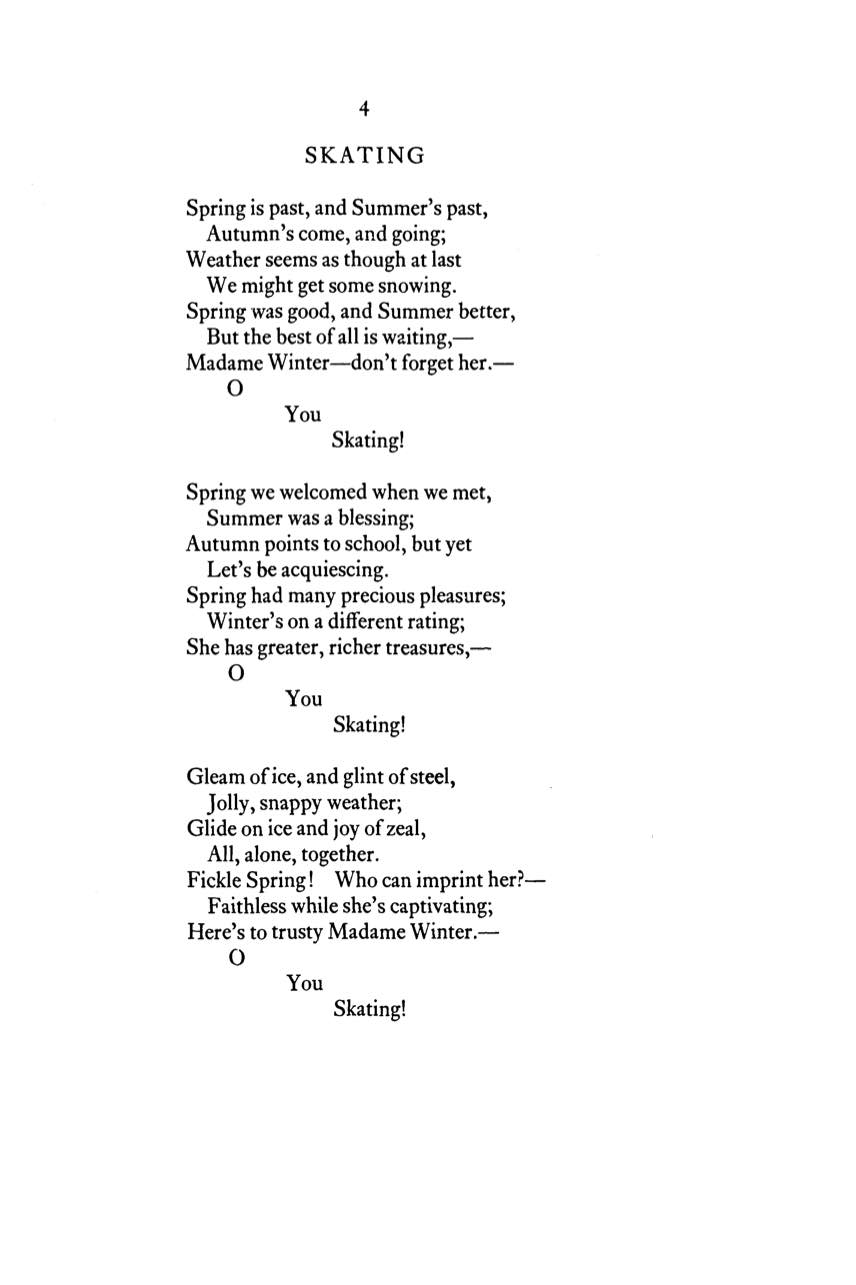 4
SKATING
Spring is past, and Summer's past,
Autumn's come, and going;
Weather seems as though at last
We might get some snowing.
Spring was good, and Summer better,
But the best of all is waiting,—
Madame Winter—don't forget her.—
O
You
Skating!
Spring we welcomed when we met,
Summer was a blessing;
Autumn points to school, but yet
Let's be acquiescing.
Spring had many precious pleasures;
Winter's on a different rating;
She has greater, richer treasures,—
O
You
Skating!
Gleam of ice, and glint of steel,
Jolly, snappy weather;
Glide on ice and joy of zeal,
All, alone, together.
Fickle Spring! Who can imprint her?—
Faithless while she's captivating;
Here's to trusty Madame Winter.—
O
You
Skating!